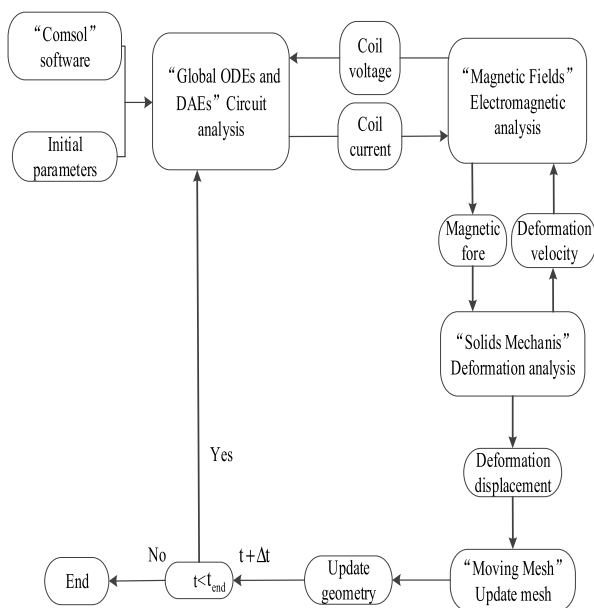 “Comsol”
software
Initial
parameters
“Global ODEs and
DAEs” Circuit
analysis
Coil
voltage
Coil
current
“Magnetic Fields”
Electromagnetic
analysis
Magnetic
fore
Deformation
velocity
“Solids Mechanis”
Deformation analysis
Deformation
displacement
“Moving Mesh”
Update mesh
Update
geometry
t+Δt
t<tend
Yes
No
End